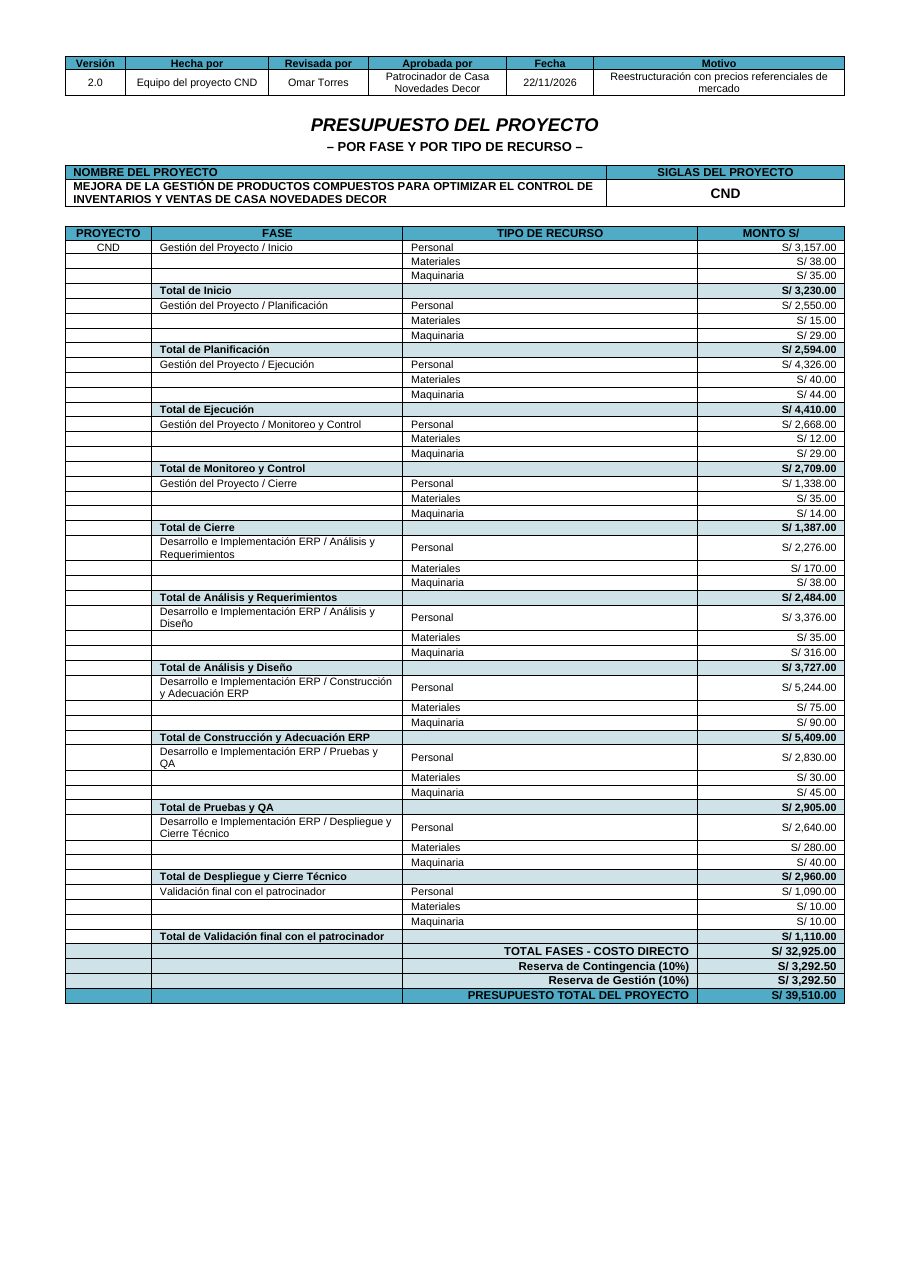 Versión Hecha por Revisada por Aprobada por Fecha Motivo
2.0 Equipo del proyecto CND Omar Torres Patrocinador de Casa Novedades Decor 22/11/2026 Reestructuración con precios referenciales de mercado
PRESUPUESTO DEL PROYECTO
– POR FASE Y POR TIPO DE RECURSO –
NOMBRE DEL PROYECTO SIGLAS DEL PROYECTO
MEJORA DE LA GESTIÓN DE PRODUCTOS COMPUESTOS PARA OPTIMIZAR EL CONTROL DE
INVENTARIOS Y VENTAS DE CASA NOVEDADES DECOR CND
PROYECTO FASE TIPO DE RECURSO MONTO S/
CND Gestión del Proyecto / Inicio Personal S/ 3,157.00
Materiales S/ 38.00
Maquinaria S/ 35.00
Total de Inicio S/ 3,230.00
Gestión del Proyecto / Planificación Personal S/ 2,550.00
Materiales S/ 15.00
Maquinaria S/ 29.00
Total de Planificación S/ 2,594.00
Gestión del Proyecto / Ejecución Personal S/ 4,326.00
Materiales S/ 40.00
Maquinaria S/ 44.00
Total de Ejecución S/ 4,410.00
Gestión del Proyecto / Monitoreo y Control Personal S/ 2,668.00
Materiales S/ 12.00
Maquinaria S/ 29.00
Total de Monitoreo y Control S/ 2,709.00
Gestión del Proyecto / Cierre Personal S/ 1,338.00
Materiales S/ 35.00
Maquinaria S/ 14.00
Total de Cierre S/ 1,387.00
Desarrollo e Implementación ERP / Análisis y
Requerimientos Personal S/ 2,276.00
Materiales S/ 170.00
Maquinaria S/ 38.00
Total de Análisis y Requerimientos S/ 2,484.00
Desarrollo e Implementación ERP / Análisis y
Diseño Personal S/ 3,376.00
Materiales S/ 35.00
Maquinaria S/ 316.00
Total de Análisis y Diseño S/ 3,727.00
Desarrollo e Implementación ERP / Construcción
y Adecuación ERP Personal S/ 5,244.00
Materiales S/ 75.00
Maquinaria S/ 90.00
Total de Construcción y Adecuación ERP S/ 5,409.00
Desarrollo e Implementación ERP / Pruebas y
QA Personal S/ 2,830.00
Materiales S/ 30.00
Maquinaria S/ 45.00
Total de Pruebas y QA S/ 2,905.00
Desarrollo e Implementación ERP / Despliegue y
Cierre Técnico Personal S/ 2,640.00
Materiales S/ 280.00
Maquinaria S/ 40.00
Total de Despliegue y Cierre Técnico S/ 2,960.00
Validación final con el patrocinador Personal S/ 1,090.00
Materiales S/ 10.00
Maquinaria S/ 10.00
Total de Validación final con el patrocinador S/ 1,110.00
TOTAL FASES - COSTO DIRECTO S/ 32,925.00
Reserva de Contingencia (10%) S/ 3,292.50
Reserva de Gestión (10%) S/ 3,292.50
PRESUPUESTO TOTAL DEL PROYECTO S/ 39,510.00